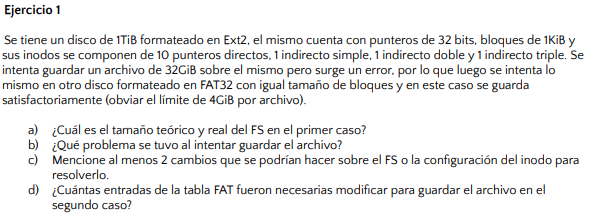 Ejercicio 1
Se tiene un disco de 1TiB formateado en Ext2, el mismo cuenta con punteros de 32 bits, bloques de 1KiB y
sus inodos se componen de 10 punteros directos, 1 indirecto simple, 1 indirecto doble y 1 indirecto triple. Se
intenta guardar un archivo de 32GiB sobre el mismo pero surge un error, por lo que luego se intenta lo
mismo en otro disco formateado en FAT32 con igual tamaño de bloques y en este caso se guarda
satisfactoriamente (obviar el límite de 4GiB por archivo).
a) ¿Cuál es el tamaño teórico y real del FS en el primer caso?
b) ¿Qué problema se tuvo al intentar guardar el archivo?
c) Mencione al menos 2 cambios que se podrían hacer sobre el FS o la configuración del inodo para
resolverlo.
d) ¿Cuántas entradas de la tabla FAT fueron necesarias modificar para guardar el archivo en el
segundo caso?